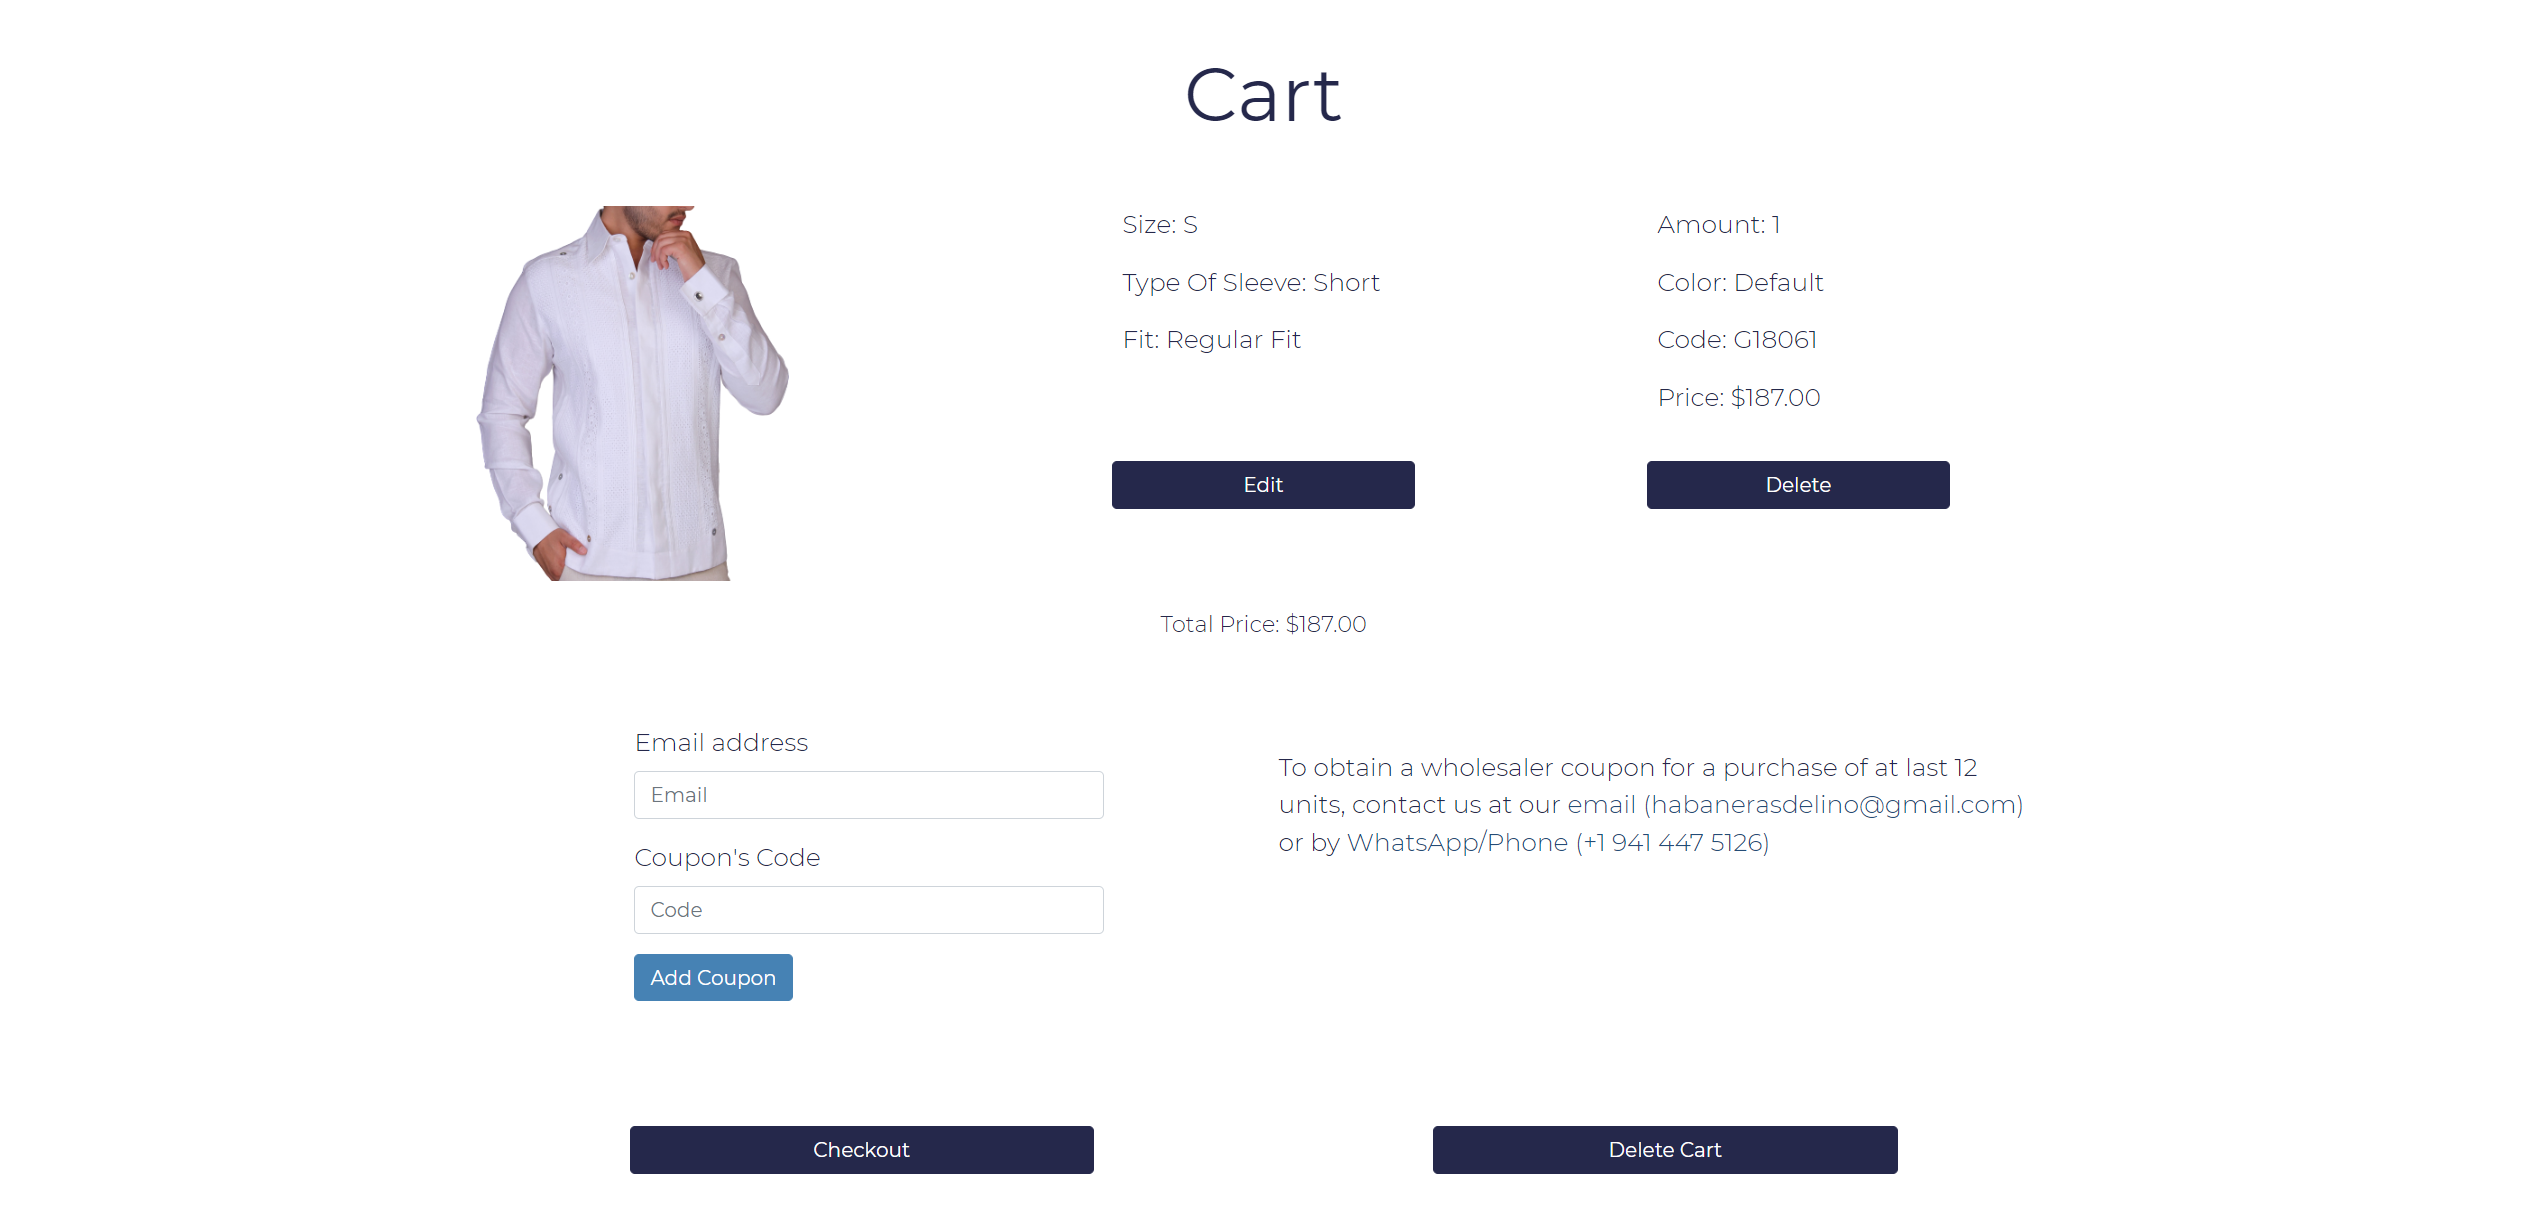 Cart
Size: S
Type Of Sleeve: Short
Fit: Regular Fit
Amount: 1
Color: Default
Code: G18061
Price: $187.00
Edit
Delete
Total Price: $187.00
Email address
Email
Coupon's Code
Code
Add Coupon
To obtain a wholesaler coupon for a purchase of at last 12
units, contact us at our email (habanerasdelino@gmail.com)
or by WhatsApp/Phone (+1 941 447 5126)
Checkout
Delete Cart